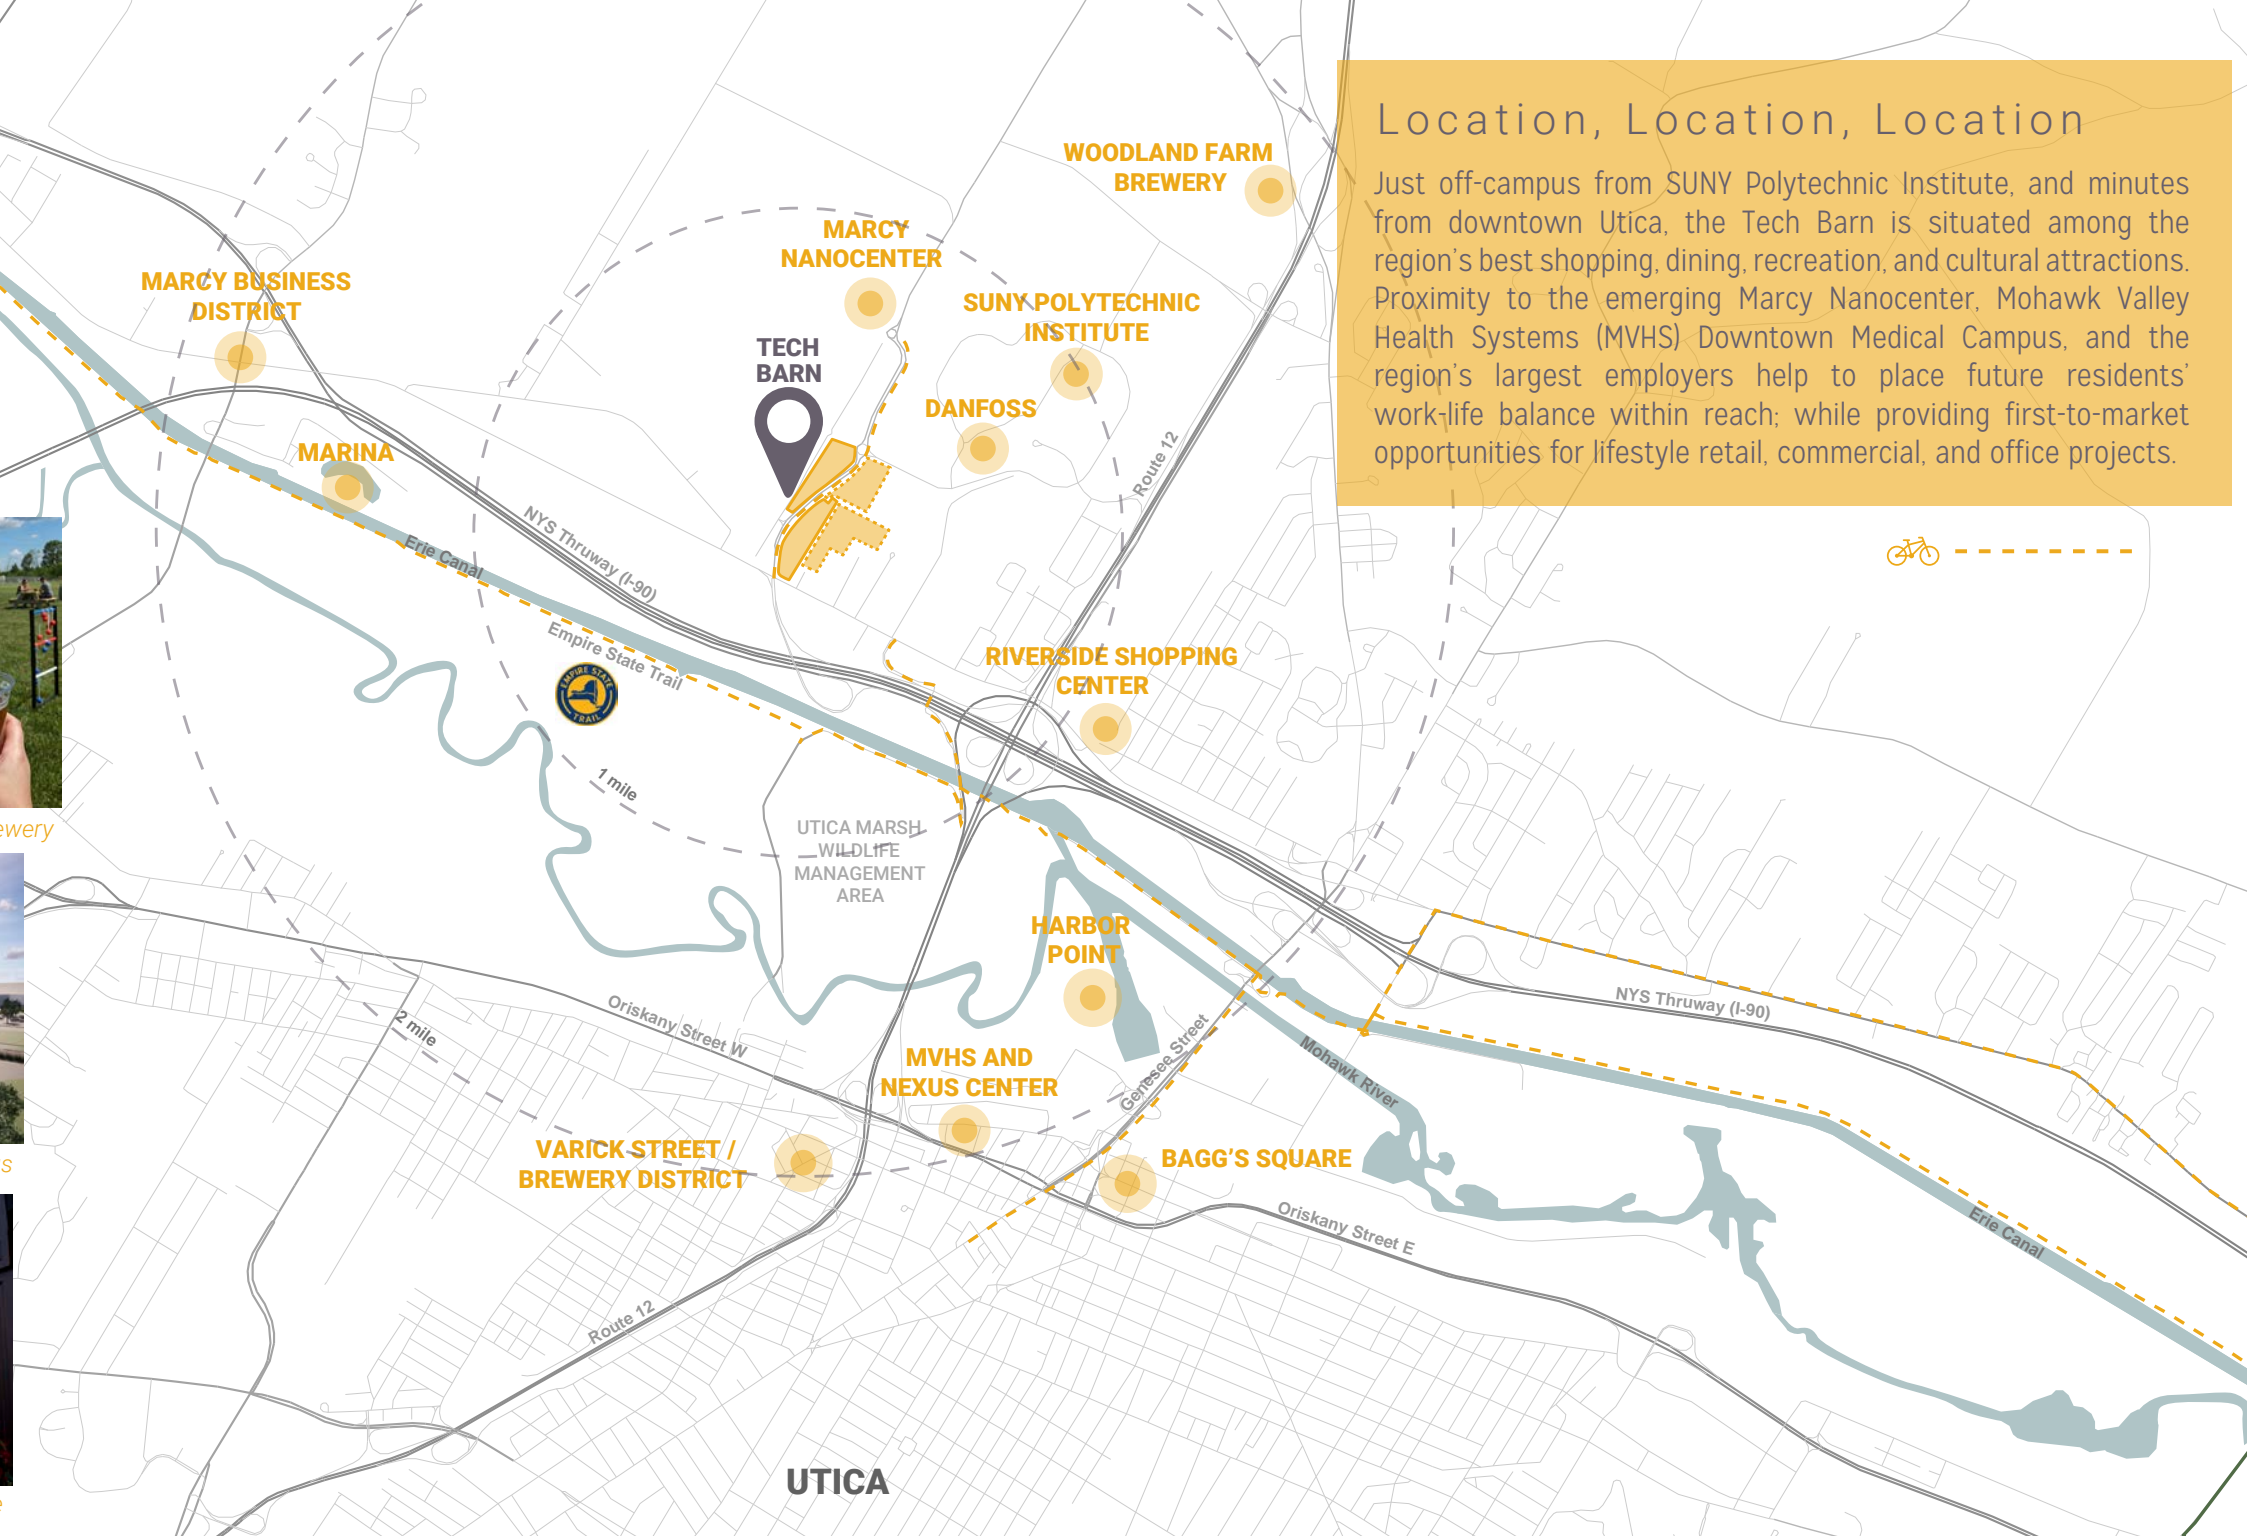 Location, Location, Location
Just off-campus from SUNY Polytechnic Institute, and minutes
from downtown Utica, the Tech Barn is situated among the
region's best shopping, dining, recreation, and cultural attractions.
Proximity to the emerging Marcy Nanocenter, Mohawk Valley
Health Systems (MVHS) Downtown Medical Campus, and the
region's largest employers help to place future residents'
work-life balance within reach; while providing first-to-market
opportunities for lifestyle retail, commercial, and office projects.
WOODLAND FARM
BREWERY
MARCY
NANOCENTER
MARCY BUSINESS
DISTRICT
SUNY POLYTECHNIC
INSTITUTE
TECH
BARN
DANFOSS
MARINA
Route 12
NYS Thruway (I-90)
Erie Canal
Empire State Trail
EMPIRE STATE
TRAIL
RIVERSIDE SHOPPING
CENTER
1 mile
UTICA MARSH
WILDLIFE
MANAGEMENT
AREA
HARBOR
POINT
NYS Thruway (I-90)
Oriskany Street W
2 mile
Genesee Street
Mohawk River
MVHS AND
NEXUS CENTER
VARICK STREET /
BREWERY DISTRICT
BAGG'S SQUARE
Oriskany Street E
Erie Canal
Route 12
UTICA